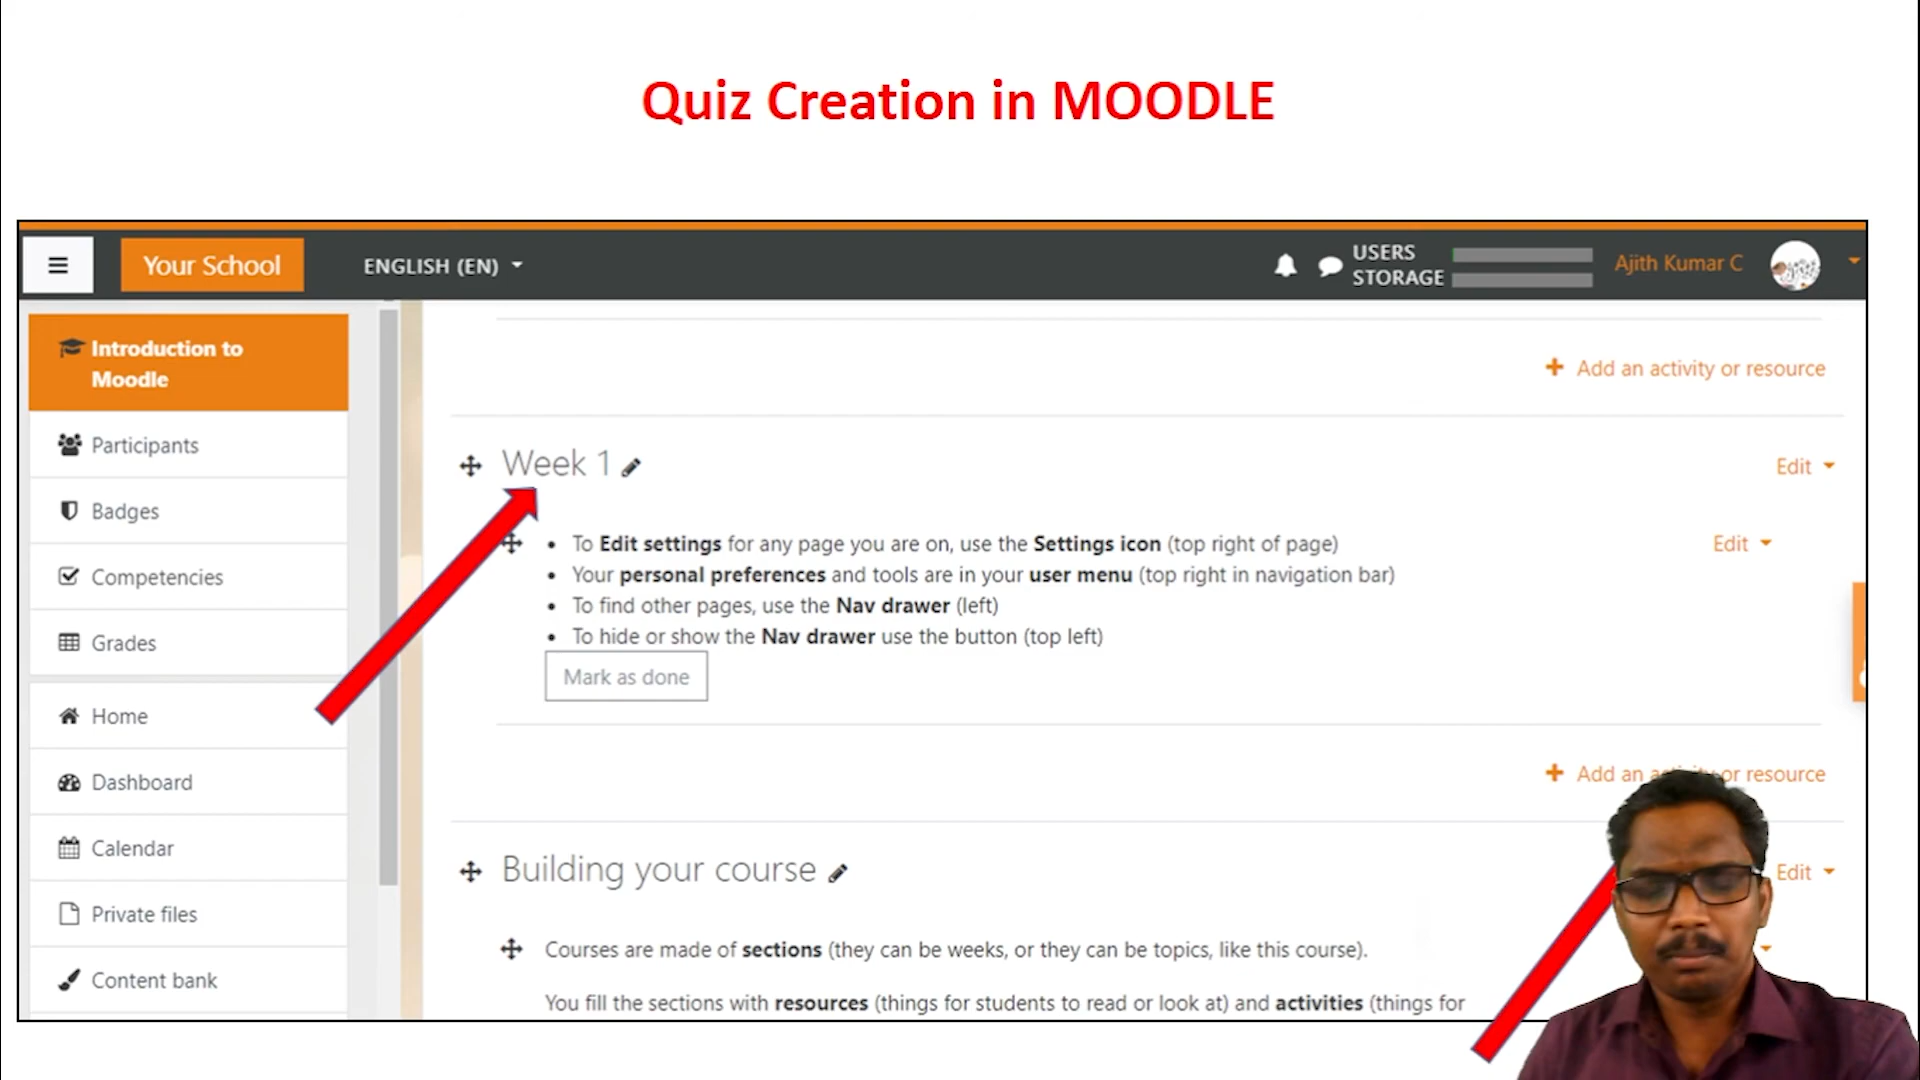 Quiz Creation in MOODLE
Your School
ENGLISH (EN)
USERS
STORAGE
Ajith Kumar C
Introduction to
Moodle
Participants
Badges
Competencies
Grades
Home
Dashboard
Calendar
Private files
Content bank
Add an activity or resource
Week 1
Edit
To Edit settings for any page you are on, use the Settings icon (top right of page)
Edit
Your personal preferences and tools are in your user menu (top right in navigation bar)
To find other pages, use the Nav drawer (left)
To hide or show the Nav drawer use the button (top left)
Mark as done
Add an activity or resource
Building your course
Edit
Courses are made of sections (they can be weeks, or they can be topics, like this course).
You fill the sections with resources (things for students to read or look at) and activities (things for